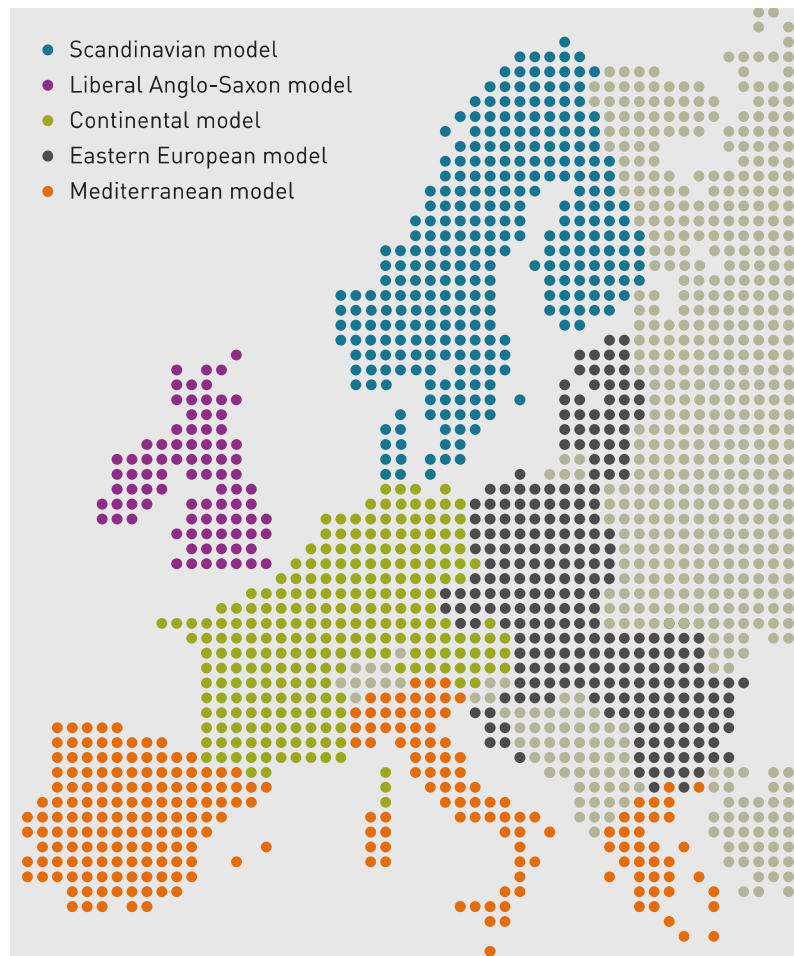 Scandinavian model
Liberal Anglo-Saxon model
Continental model
Eastern European model
Mediterranean model